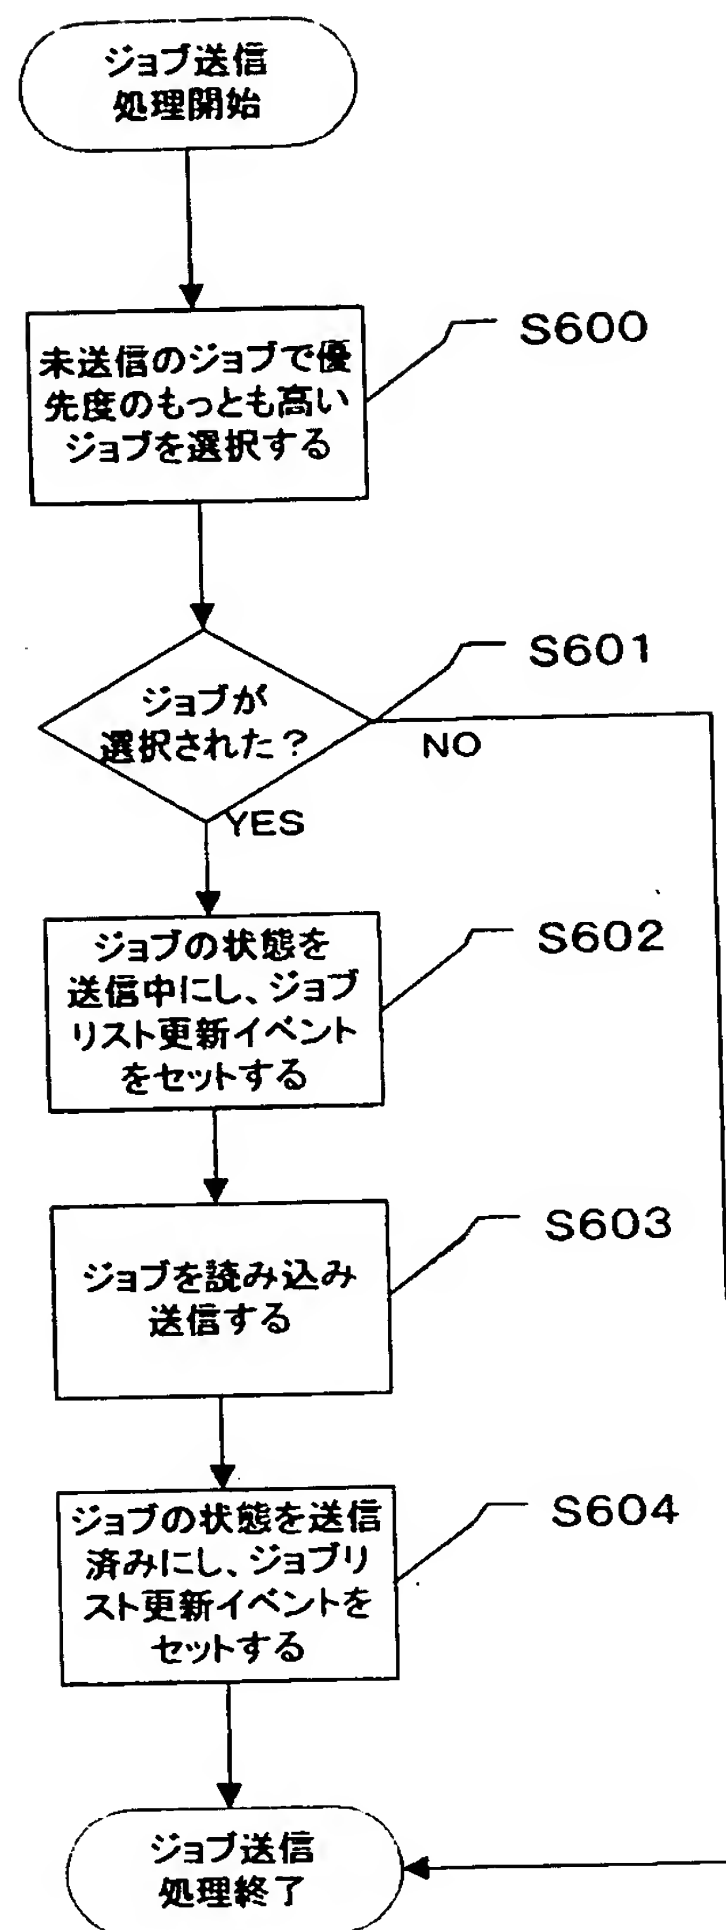 ジョブ送信
処理開始
S600
未送信のジョブで優
先度のもっとも高い
ジョブを選択する
S601
ジョブが
選択された?
NO
YES
S602
ジョブの状態を
送信中にし、ジョブ
リスト更新イベント
をセットする
S603
ジョブを読み込み
送信する
S604
ジョブの状態を送信
済みにし、ジョブリ
スト更新イベントを
セットする
ジョブ送信
処理終了